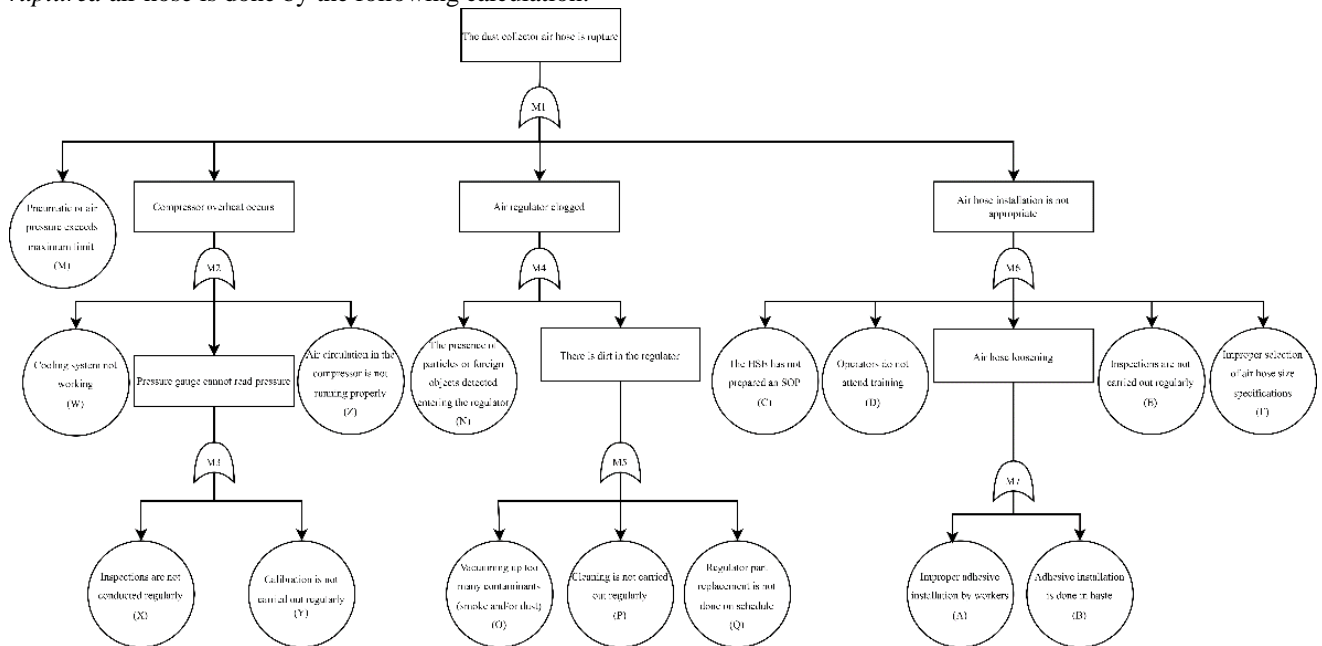 ruptured air hose is done by the following calculation:
The dust collector air hose is rupture
M1
Pneumatic or air
pressure exceeds
maximum limit
(M)
Compressor overheat occurs
Air regulator clogged
Air hose installation is not
appropriate
M2
M4
M6
Cooling system not
working
(W)
Pressure gauge cannot read pressure
Air circulation in the
compressor is not
running properly
(Z)
The presence of
particles or foreign
objects detected
entering the regulator
(N)
There is dirt in the regulator
The HSE has not
prepared an SOP
(C)
Operators do not
attend training
(D)
Air hose loosening
Inspections are not
carried out regularly
(E)
Improper selection
of air hose size
specifications
(F)
M3
M5
M7
Inspections are not
conducted regularly
(X)
Calibration is not
carried out regularly
(Y)
Vacuuming up too
many contaminants
(smoke and/or dust)
(O)
Cleaning is not carried
out regularly
(P)
Regulator part
replacement is not
done on schedule
(Q)
Improper adhesive
installation by workers
(A)
Adhesive installation
is done in haste
(B)